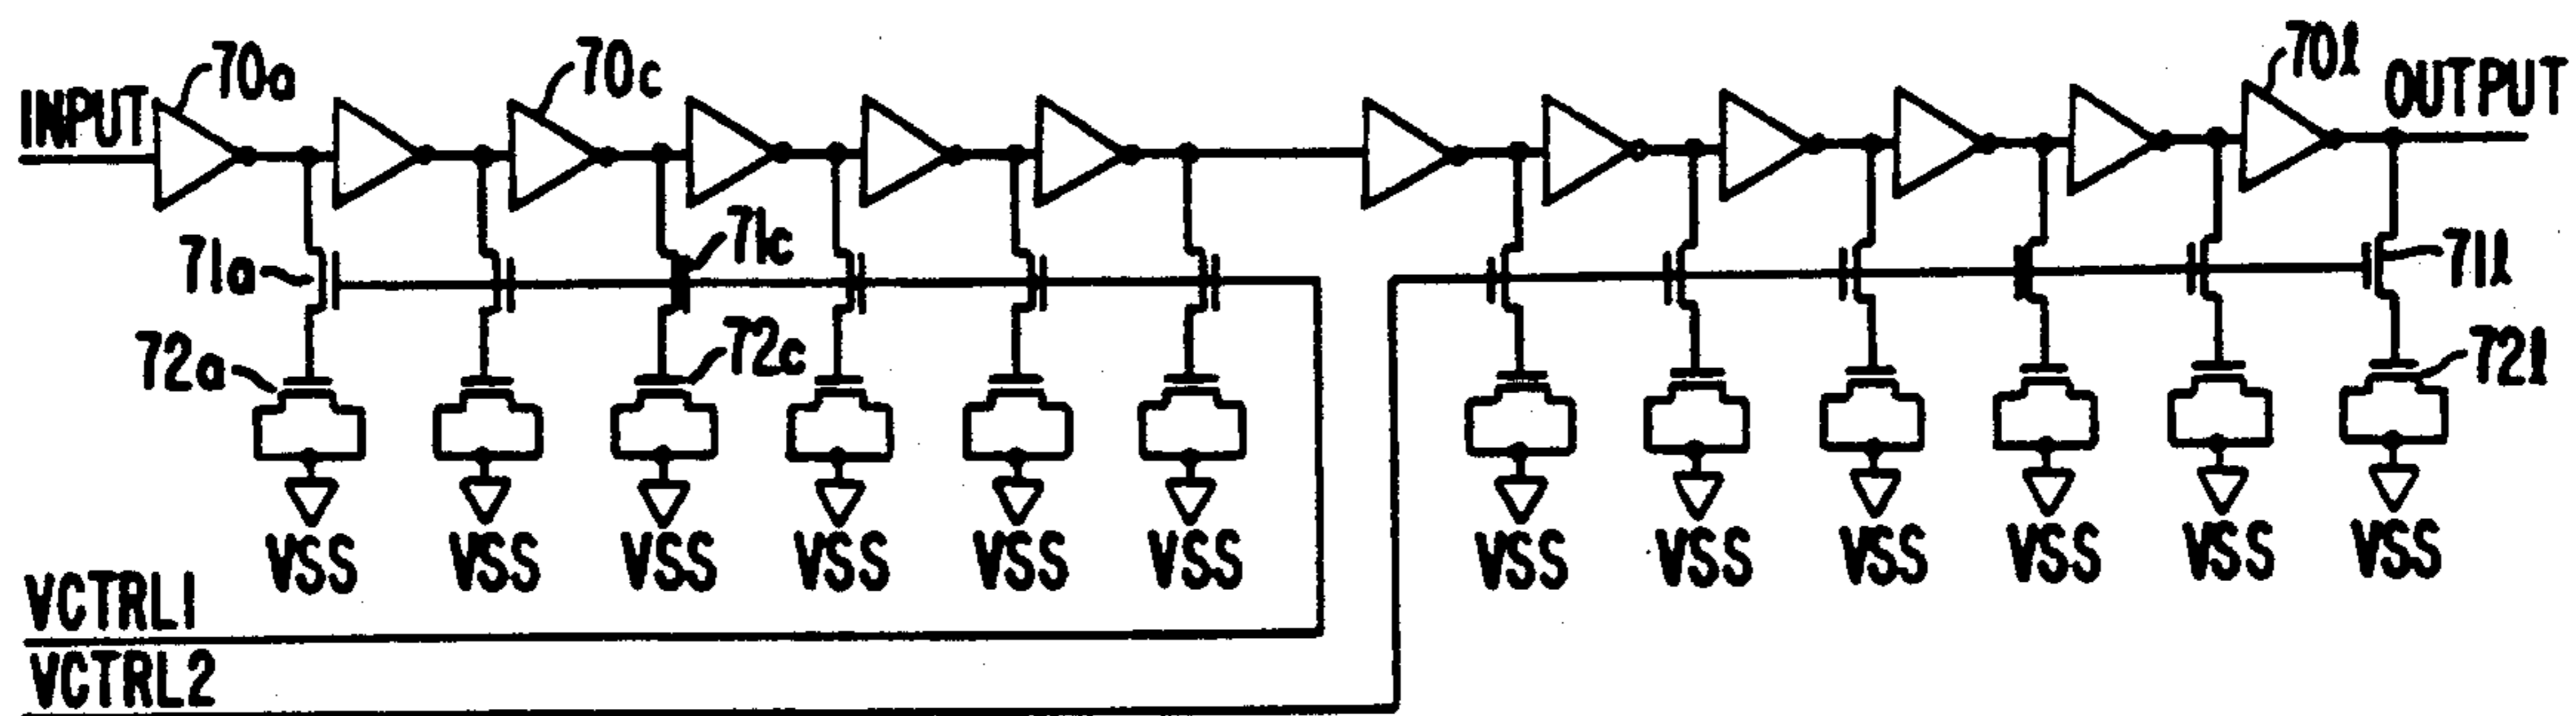 INPUT
70a
70c
70l
OUTPUT
71a
71c
71l
72a
72c
72l
VSS VSS VSS VSS VSS VSS VSS VSS VSS VSS VSS VSS
VCTRL1
VCTRL2